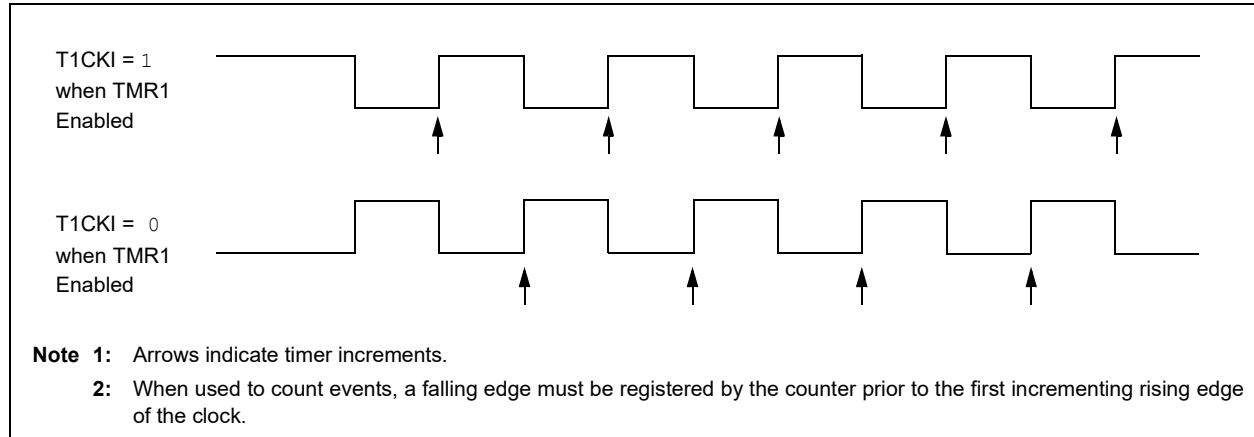 T1CKI = 1
when TMR1
Enabled
T1CKI = 0
when TMR1
Enabled
Note 1: Arrows indicate timer increments.
2: When used to count events, a falling edge must be registered by the counter prior to the first incrementing rising edge
of the clock.